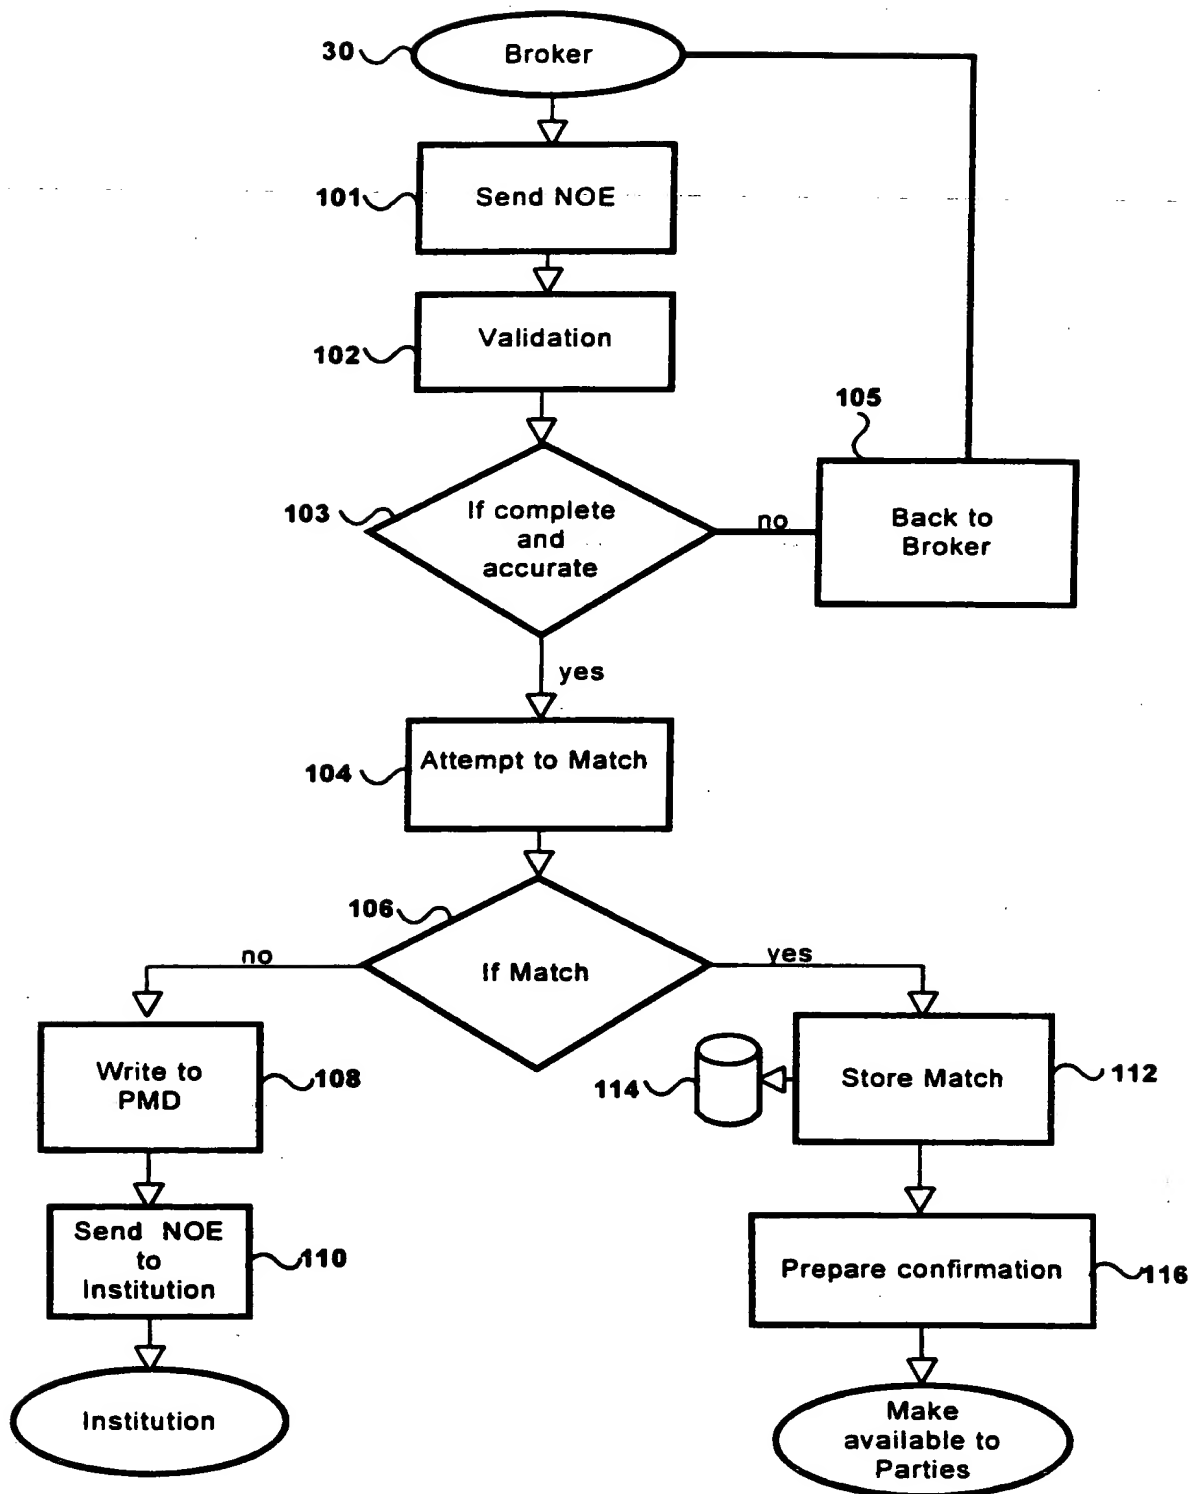 30
Broker
101
Send NOE
102
Validation
105
103
If complete
and
accurate
no
Back to
Broker
yes
104
Attempt to Match
106
no
If Match
yes
Write to
PMD
108
114
Store Match
112
Send NOE
to
Institution
110
Prepare confirmation
116
Institution
Make
available to
Parties